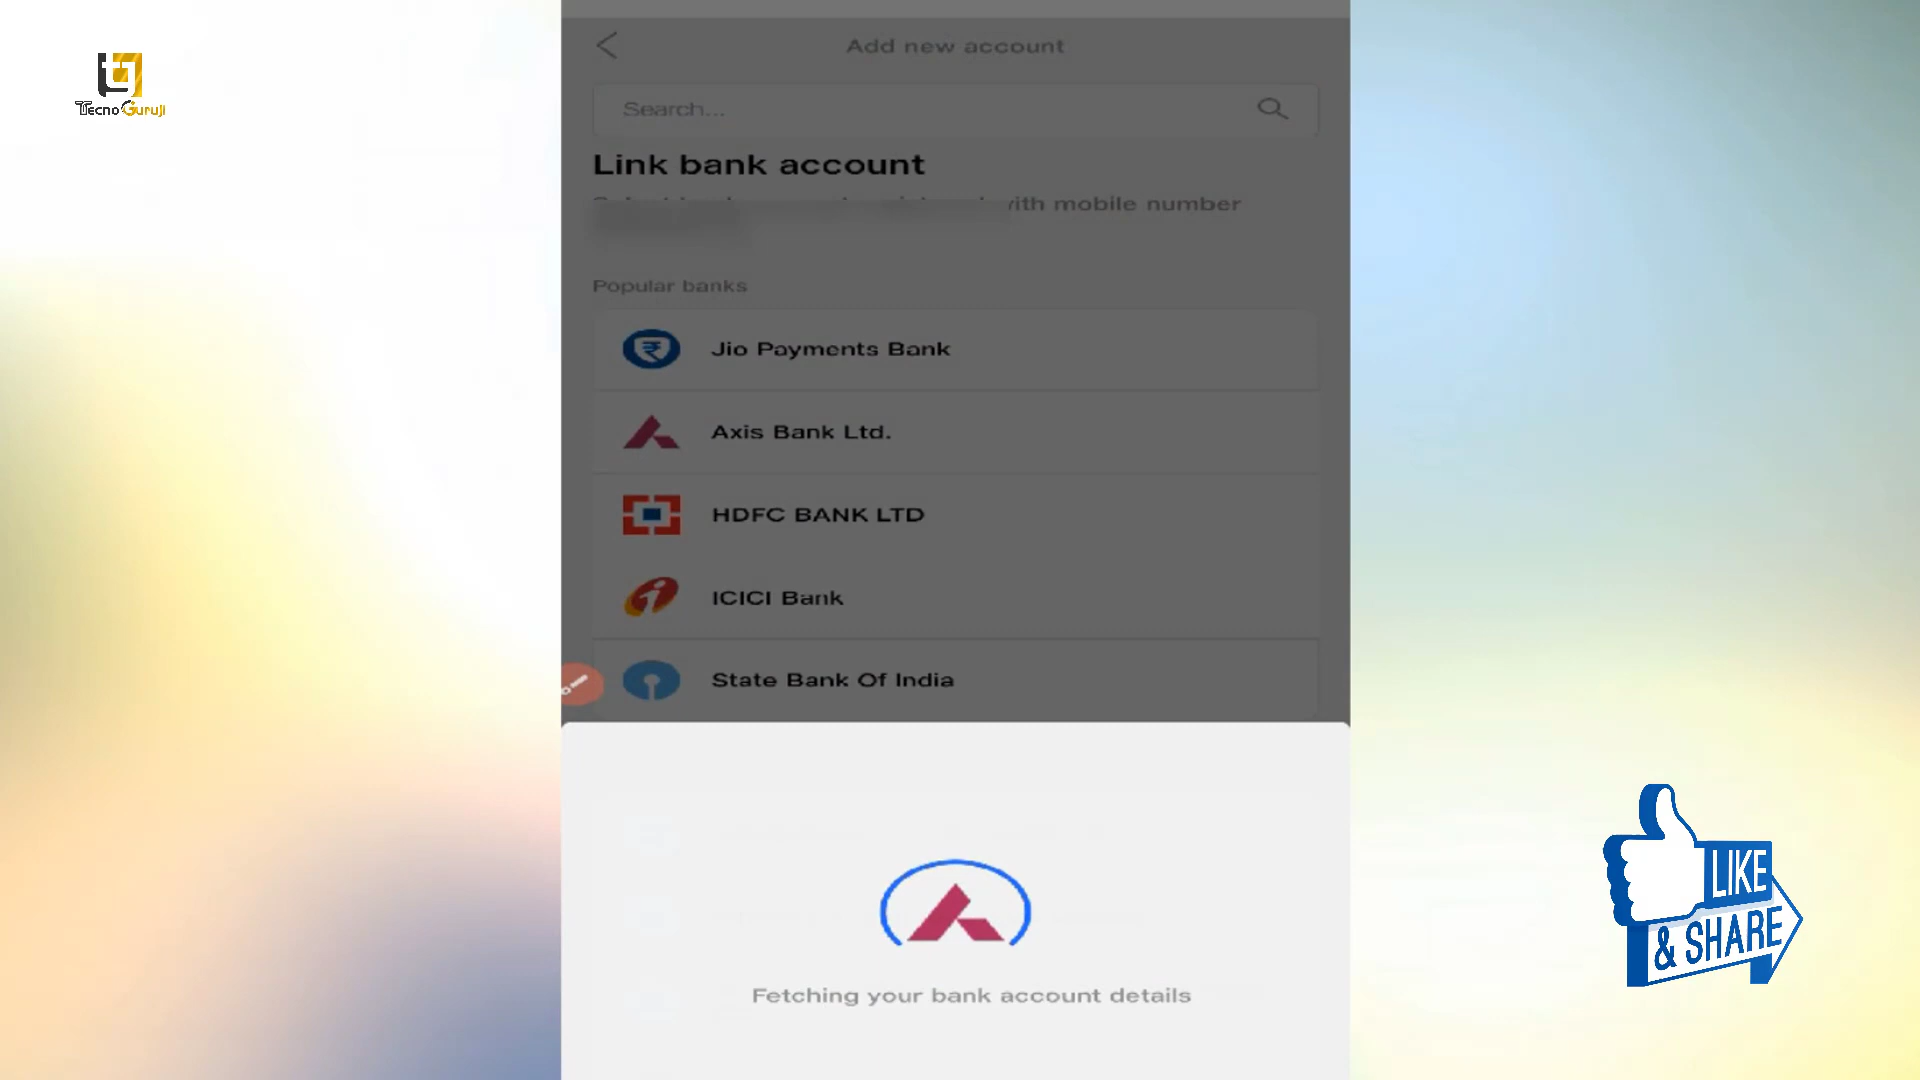 Add new account
TTecnoGuruji
Search...
Link bank account
with mobile number
Popular banks
Jio Payments Bank
Axis Bank Ltd.
HDFC BANK LTD
ICICI Bank
State Bank Of India
LIKE
& SHARE
Fetching your bank account details